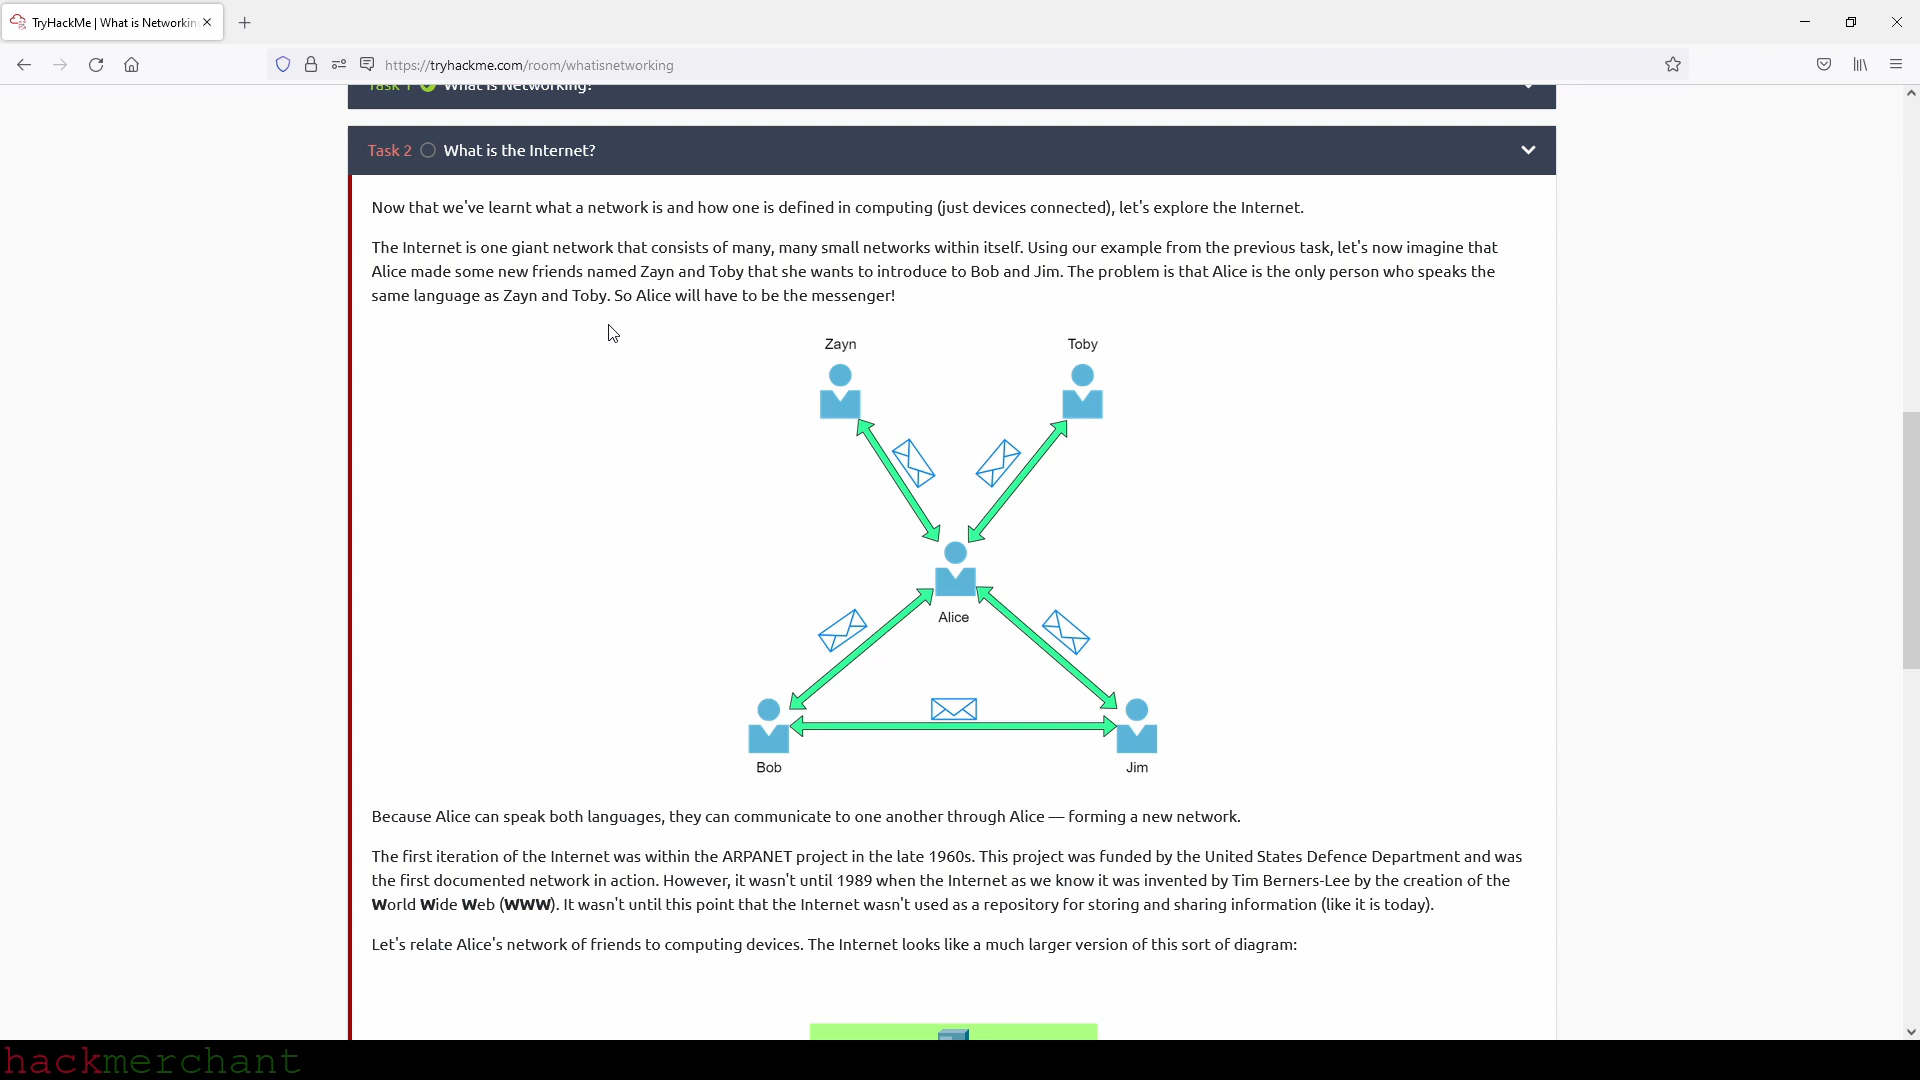 TryHackMe | What is Networkin
https://tryhackme.com/room/whatisnetworking
Task 1 What is Networking?
Task 2 What is the Internet?
Now that we've learnt what a network is and how one is defined in computing (just devices connected), let's explore the Internet.
The Internet is one giant network that consists of many, many small networks within itself. Using our example from the previous task, let's now imagine that
Alice made some new friends named Zayn and Toby that she wants to introduce to Bob and Jim. The problem is that Alice is the only person who speaks the
same language as Zayn and Toby. So Alice will have to be the messenger!
Zayn
Toby
Alice
Bob
Jim
Because Alice can speak both languages, they can communicate to one another through Alice — forming a new network.
The first iteration of the Internet was within the ARPANET project in the late 1960s. This project was funded by the United States Defence Department and was
the first documented network in action. However, it wasn't until 1989 when the Internet as we know it was invented by Tim Berners-Lee by the creation of the
World Wide Web (WWW). It wasn't until this point that the Internet wasn't used as a repository for storing and sharing information (like it is today).
Let's relate Alice's network of friends to computing devices. The Internet looks like a much larger version of this sort of diagram:
hackmerchant